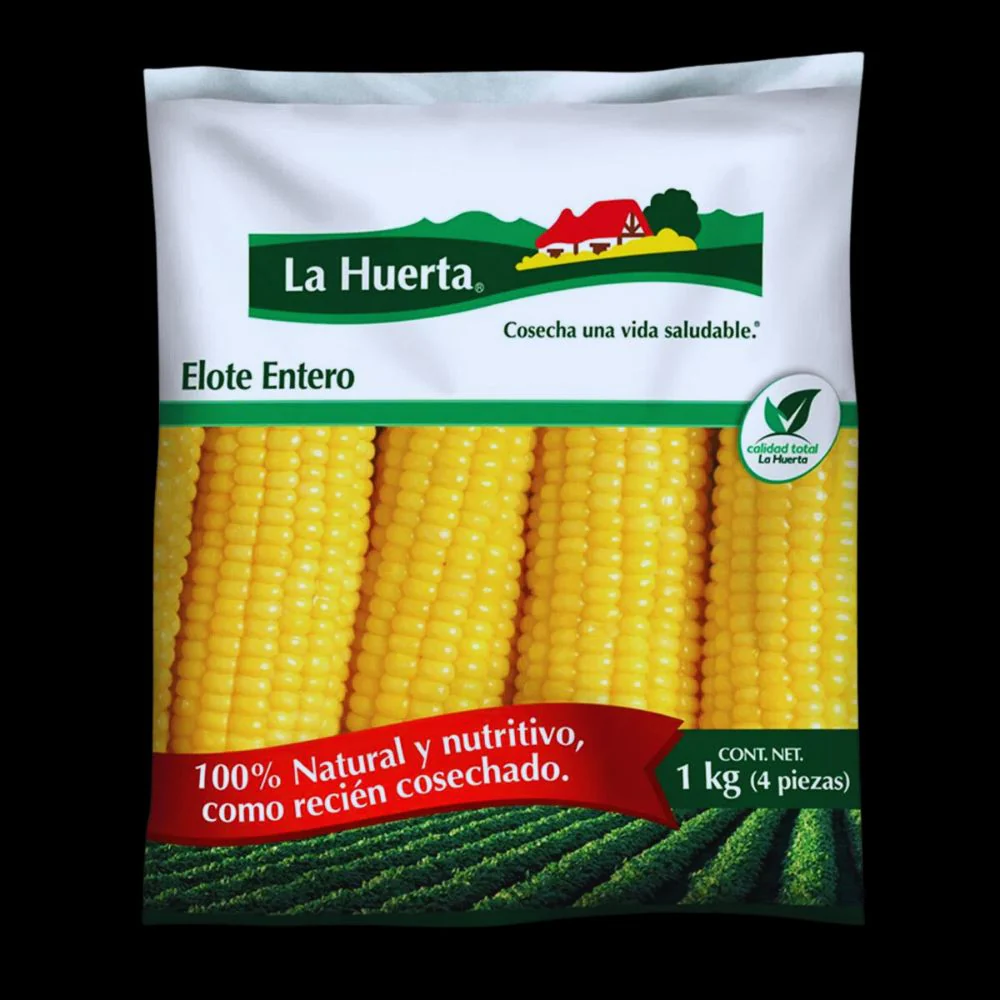 La Huerta®
Cosecha una vida saludable.®
Elote Entero
calidad total
La Huerta
100% Natural y nutritivo,
como recién cosechado.
CONT. NET.
1 kg (4 piezas)